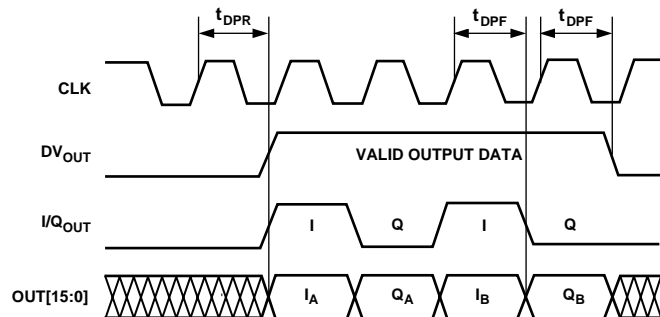 tDPR tDPF tDPF
CLK
DVOUT VALID OUTPUT DATA
I/QOUT I Q I Q
OUT[15:0] IA QA IB QB